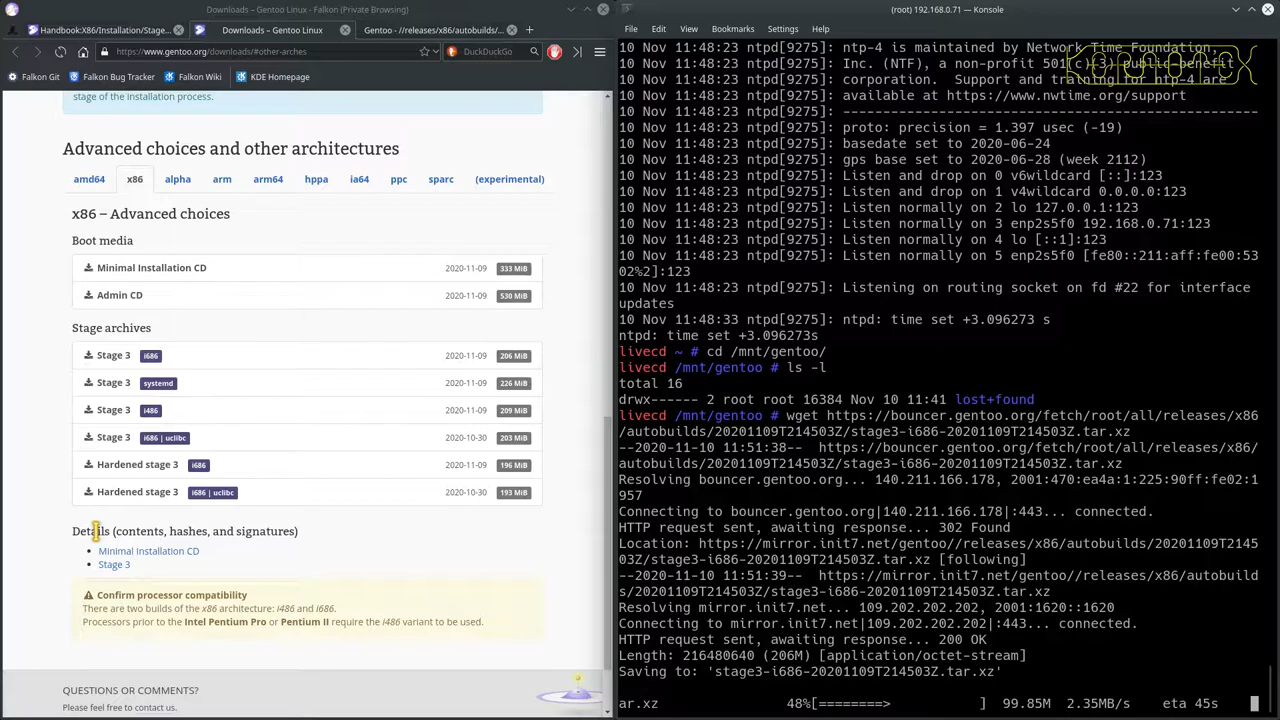 Downloads – Gentoo Linux – Falkon (Private Browsing)
Handbook:X86/Installation/Stage...
Downloads – Gentoo Linux
Gentoo - //releases/x86/autobuilds/...
https://www.gentoo.org/downloads/#other-arches
DuckDuckGo
Falkon Git
Falkon Bug Tracker
Falkon Wiki
KDE Homepage
stage of the installation process.
Advanced choices and other architectures
amd64 x86 alpha arm arm64 hppa ia64 ppc sparc (experimental)
x86 – Advanced choices
Boot media
Minimal Installation CD 2020-11-09 333 MiB
Admin CD 2020-11-09 530 MiB
Stage archives
Stage 3 i686 2020-11-09 206 MiB
Stage 3 systemd 2020-11-09 226 MiB
Stage 3 i486 2020-11-09 209 MiB
Stage 3 i686 | uclibc 2020-10-30 203 MiB
Hardened stage 3 i686 2020-11-09 196 MiB
Hardened stage 3 i686 | uclibc 2020-10-30 193 MiB
Details (contents, hashes, and signatures)
Minimal Installation CD
Stage 3
Confirm processor compatibility
There are two builds of the x86 architecture: i486 and i686.
Processors prior to the Intel Pentium Pro or Pentium II require the i486 variant to be used.
QUESTIONS OR COMMENTS?
Please feel free to contact us.
(root) 192.168.0.71 — Konsole
File Edit View Bookmarks Settings Help
10 Nov 11:48:23 ntpd[9275]: ntp-4 is maintained by Network Time Foundation,
10 Nov 11:48:23 ntpd[9275]: Inc. (NTF), a non-profit 501(c)(3) public-benefit
10 Nov 11:48:23 ntpd[9275]: corporation.  Support and training for ntp-4 are
10 Nov 11:48:23 ntpd[9275]: available at https://www.nwtime.org/support
10 Nov 11:48:23 ntpd[9275]: ----------------------------------------------------
10 Nov 11:48:23 ntpd[9275]: proto: precision = 1.397 usec (-19)
10 Nov 11:48:23 ntpd[9275]: basedate set to 2020-06-24
10 Nov 11:48:23 ntpd[9275]: gps base set to 2020-06-28 (week 2112)
10 Nov 11:48:23 ntpd[9275]: Listen and drop on 0 v6wildcard [::]:123
10 Nov 11:48:23 ntpd[9275]: Listen and drop on 1 v4wildcard 0.0.0.0:123
10 Nov 11:48:23 ntpd[9275]: Listen normally on 2 lo 127.0.0.1:123
10 Nov 11:48:23 ntpd[9275]: Listen normally on 3 enp2s5f0 192.168.0.71:123
10 Nov 11:48:23 ntpd[9275]: Listen normally on 4 lo [::1]:123
10 Nov 11:48:23 ntpd[9275]: Listen normally on 5 enp2s5f0 [fe80::211:aff:fe00:53
02%2]:123
10 Nov 11:48:23 ntpd[9275]: Listening on routing socket on fd #22 for interface
updates
10 Nov 11:48:33 ntpd[9275]: ntpd: time set +3.096273 s
ntpd: time set +3.096273s
livecd ~ # cd /mnt/gentoo/
livecd /mnt/gentoo # ls -l
total 16
drwx------ 2 root root 16384 Nov 10 11:41 lost+found
livecd /mnt/gentoo # wget https://bouncer.gentoo.org/fetch/root/all/releases/x86
/autobuilds/20201109T214503Z/stage3-i686-20201109T214503Z.tar.xz
--2020-11-10 11:51:38--  https://bouncer.gentoo.org/fetch/root/all/releases/x86/
autobuilds/20201109T214503Z/stage3-i686-20201109T214503Z.tar.xz
Resolving bouncer.gentoo.org... 140.211.166.178, 2001:470:ea4a:1:225:90ff:fe02:1
957
Connecting to bouncer.gentoo.org|140.211.166.178|:443... connected.
HTTP request sent, awaiting response... 302 Found
Location: https://mirror.init7.net/gentoo//releases/x86/autobuilds/20201109T2145
03Z/stage3-i686-20201109T214503Z.tar.xz [following]
--2020-11-10 11:51:39--  https://mirror.init7.net/gentoo//releases/x86/autobuild
s/20201109T214503Z/stage3-i686-20201109T214503Z.tar.xz
Resolving mirror.init7.net... 109.202.202.202, 2001:1620::1620
Connecting to mirror.init7.net|109.202.202.202|:443... connected.
HTTP request sent, awaiting response... 200 OK
Length: 216480640 (206M) [application/octet-stream]
Saving to: 'stage3-i686-20201109T214503Z.tar.xz'
ar.xz 48%[========> ] 99.85M 2.35MB/s eta 45s